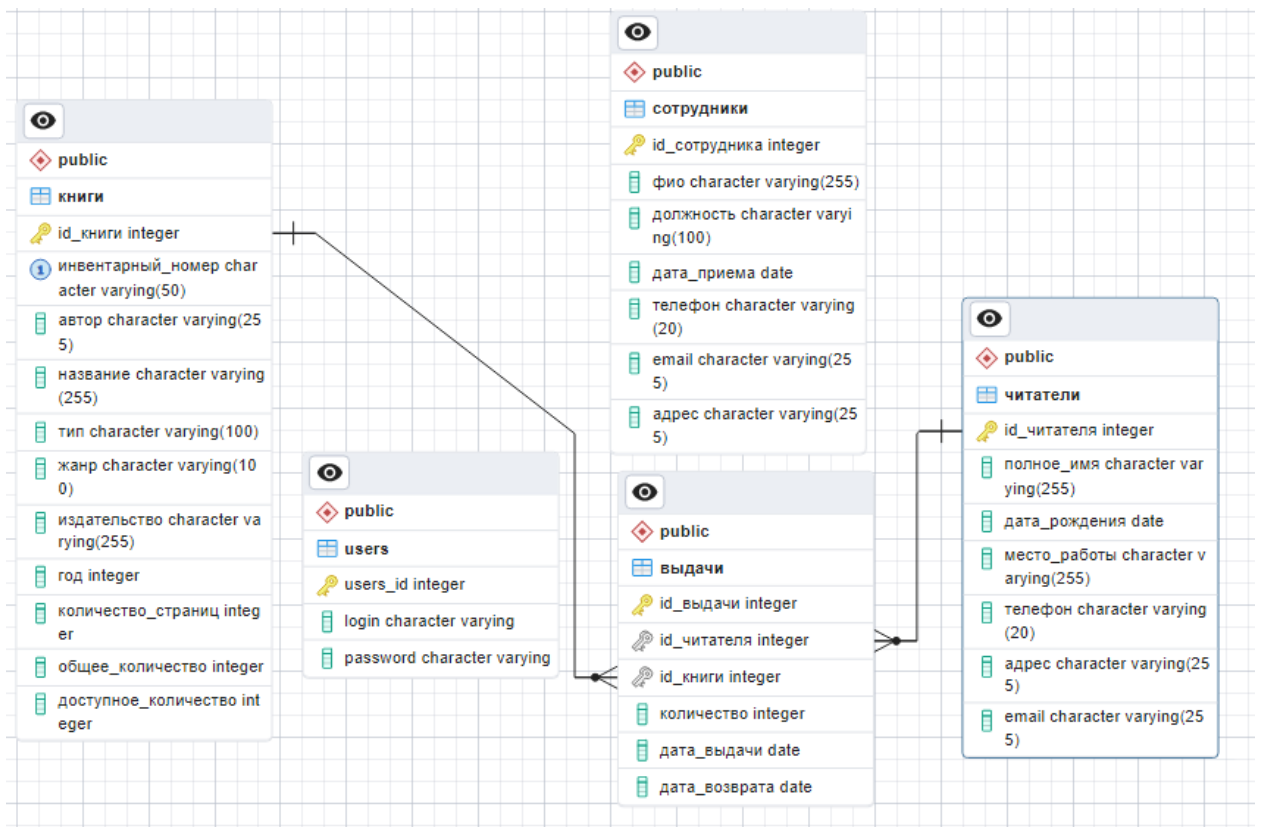 public
книги
id_книги integer
инвентарный_номер char
acter varying(50)
автор character varying(25
5)
название character varying
(255)
тип character varying(100)
жанр character varying(10
0)
издательство character va
rying(255)
год integer
количество_страниц integ
er
общее_количество integer
доступное_количество int
eger
public
users
users_id integer
login character varying
password character varying
public
сотрудники
id_сотрудника integer
фио character varying(255)
должность character varyi
ng(100)
дата_приема date
телефон character varying
(20)
email character varying(25
5)
адрес character varying(25
5)
public
выдачи
id_выдачи integer
id_читателя integer
id_книги integer
количество integer
дата_выдачи date
дата_возврата date
public
читатели
id_читателя integer
полное_имя character var
ying(255)
дата_рождения date
место_работы character v
arying(255)
телефон character varying
(20)
адрес character varying(25
5)
email character varying(25
5)